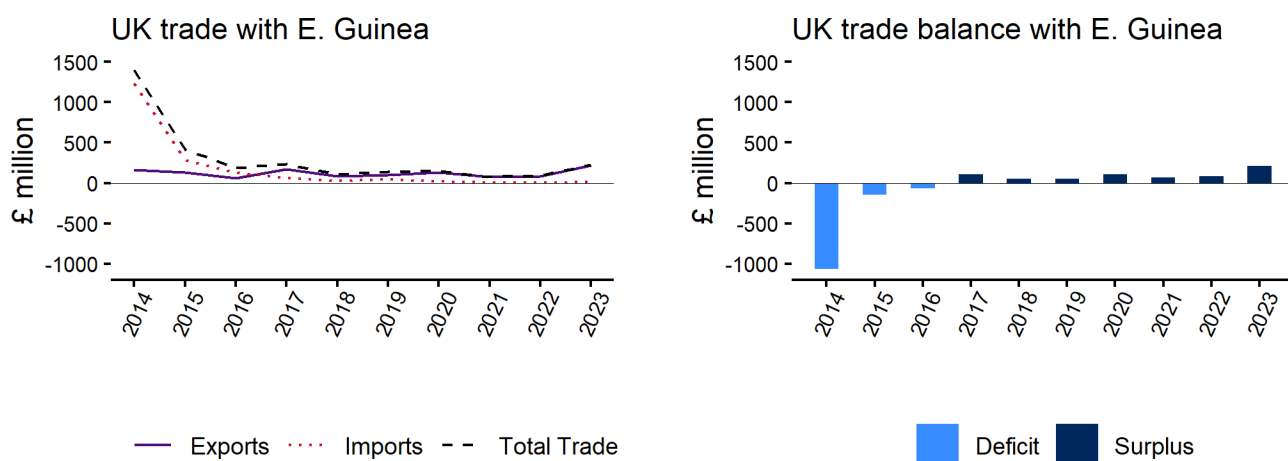 UK trade with E. Guinea
1500
1000
500
0
-500
-1000
£ million
2014 2015 2016 2017 2018 2019 2020 2021 2022 2023
Exports Imports Total Trade
UK trade balance with E. Guinea
1500
1000
500
0
-500
-1000
£ million
2014 2015 2016 2017 2018 2019 2020 2021 2022 2023
Deficit Surplus